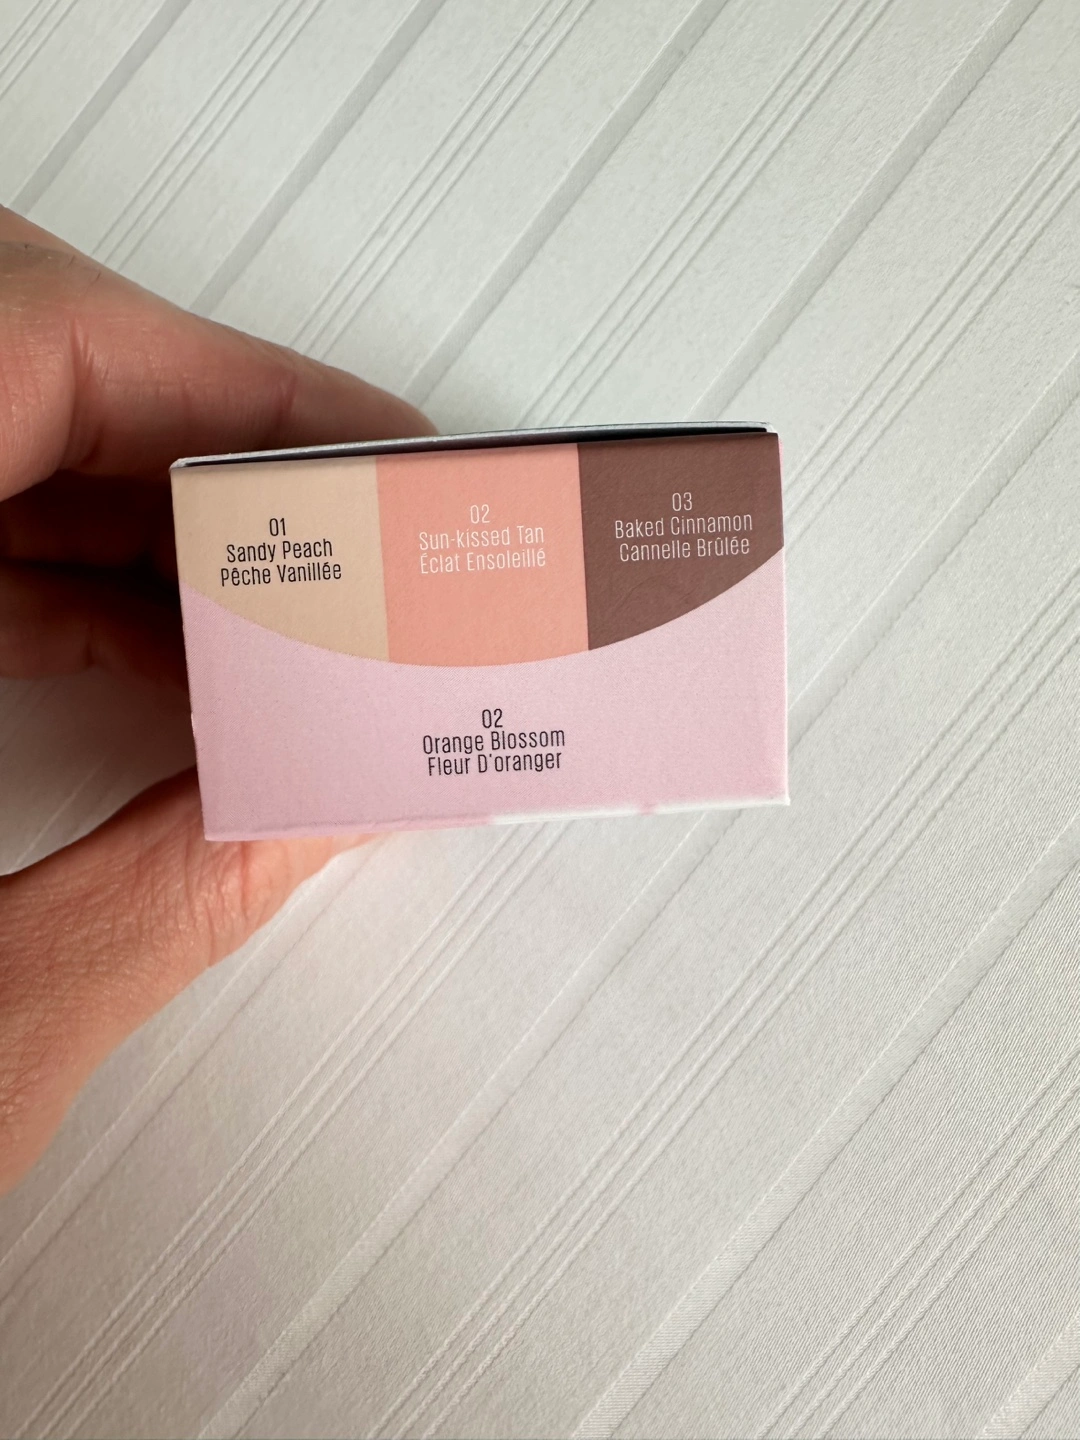 01
Sandy Peach
Pêche Vanillée
02
Sun-kissed Tan
Éclat Ensoleillé
03
Baked Cinnamon
Cannelle Brûlée
02
Orange Blossom
Fleur D'oranger